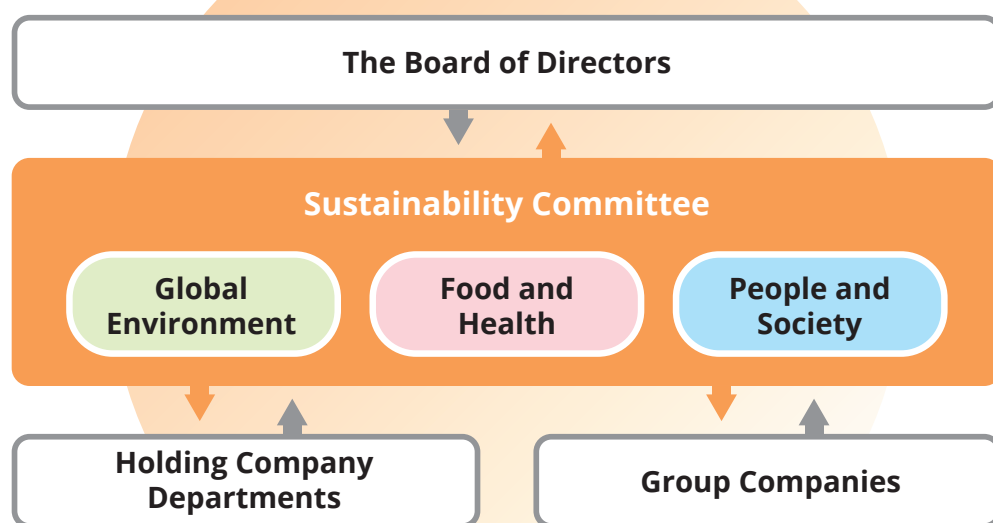 The Board of Directors
Sustainability Committee
Global
Environment
Food and
Health
People and
Society
Holding Company
Departments
Group Companies